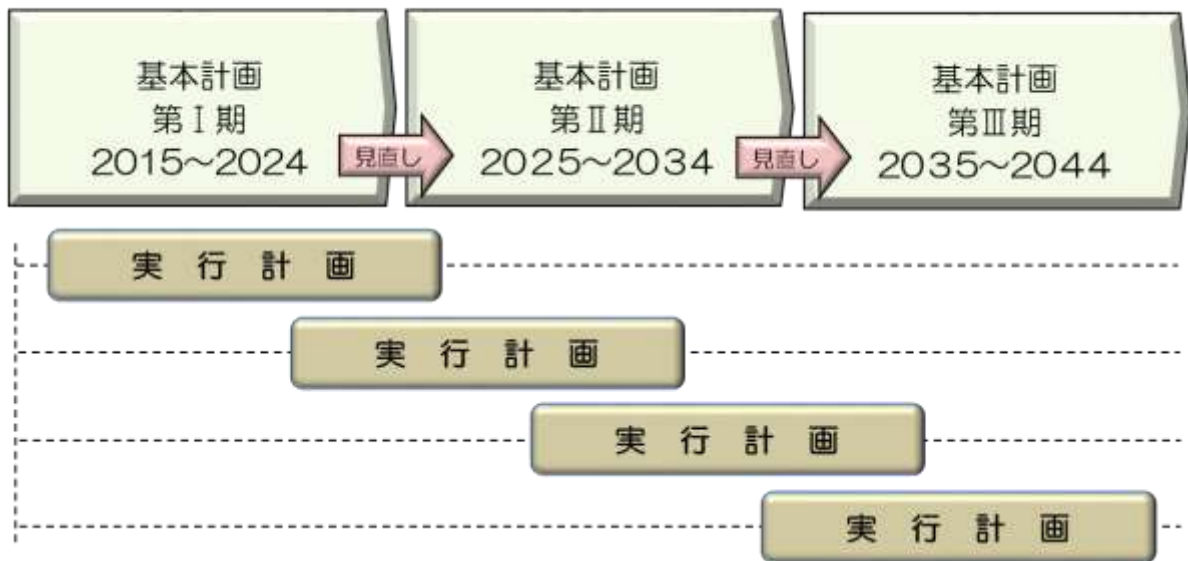 基本計画
第Ⅰ期
2015～2024
見直し
基本計画
第Ⅱ期
2025～2034
見直し
基本計画
第Ⅲ期
2035～2044
実行計画
実行計画
実行計画
実行計画